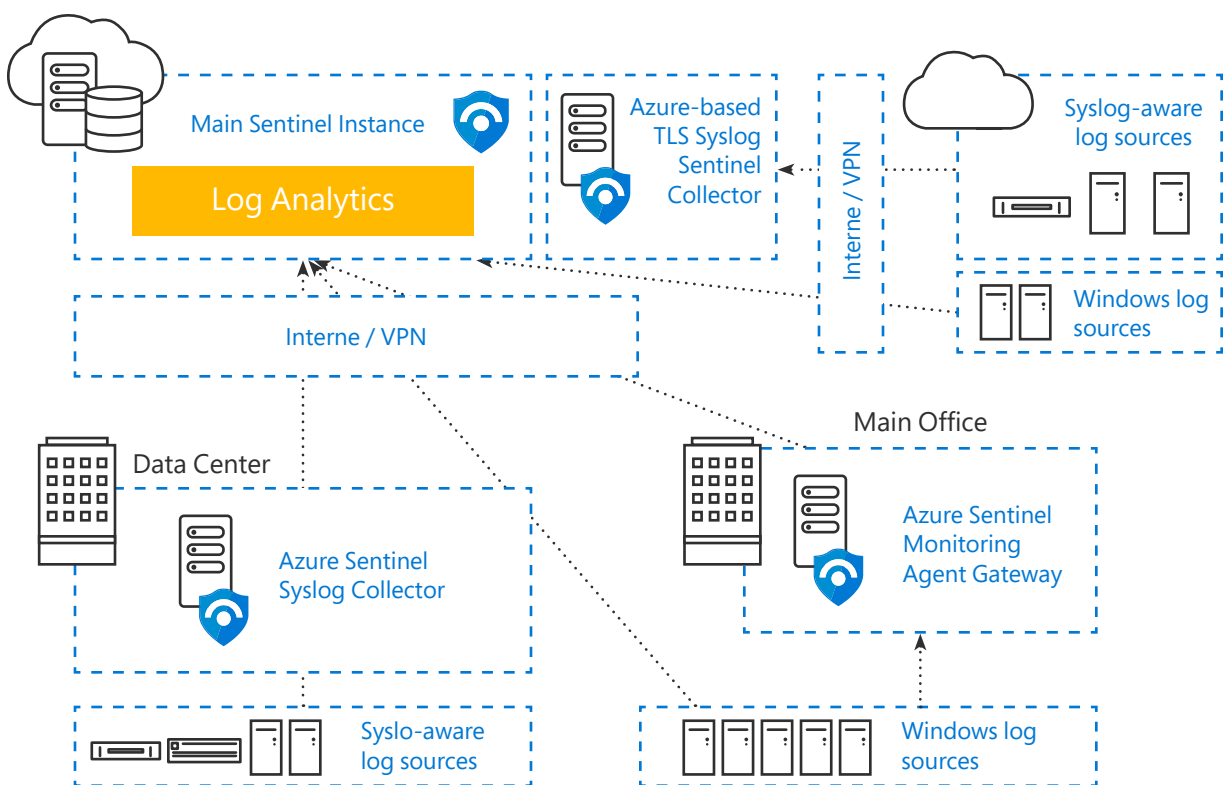 Main Sentinel Instance
Log Analytics
Azure-based
TLS Syslog
Sentinel
Collector
Interne / VPN
Syslog-aware
log sources
Windows log
sources
Interne / VPN
Data Center
Azure Sentinel
Syslog Collector
Syslo-aware
log sources
Main Office
Azure Sentinel
Monitoring
Agent Gateway
Windows log
sources